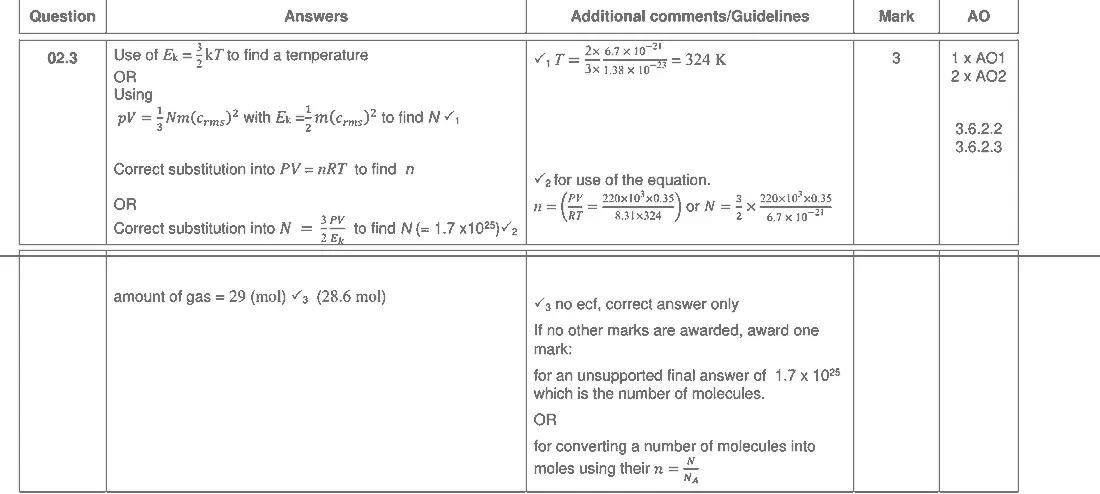 Question Answers Additional comments/Guidelines Mark AO
02.3 Use of Eₖ = 3/2 kT to find a temperature ✓₁ T = (2× 6.7 × 10⁻²¹)/(3× 1.38 × 10⁻²³) = 324 K 3 1 x AO1
OR 2 x AO2
Using
pV = 1/3 Nm(cᵣₘₛ)² with Eₖ = 1/2 m(cᵣₘₛ)² to find N ✓₁
3.6.2.2
3.6.2.3
Correct substitution into PV = nRT to find n
✓₂ for use of the equation.
OR n = (PV/RT = (220×10³×0.35)/(8.31×324)) or N = 3/2 × (220×10³×0.35)/(6.7 × 10⁻²¹)
Correct substitution into N = 3/2 PV/Eₖ to find N (= 1.7 x10²⁵)✓₂
amount of gas = 29 (mol) ✓₃ (28.6 mol)
✓₃ no ecf, correct answer only
If no other marks are awarded, award one
mark:
for an unsupported final answer of 1.7 x 10²⁵
which is the number of molecules.
OR
for converting a number of molecules into
moles using their n = N/Nᴀ